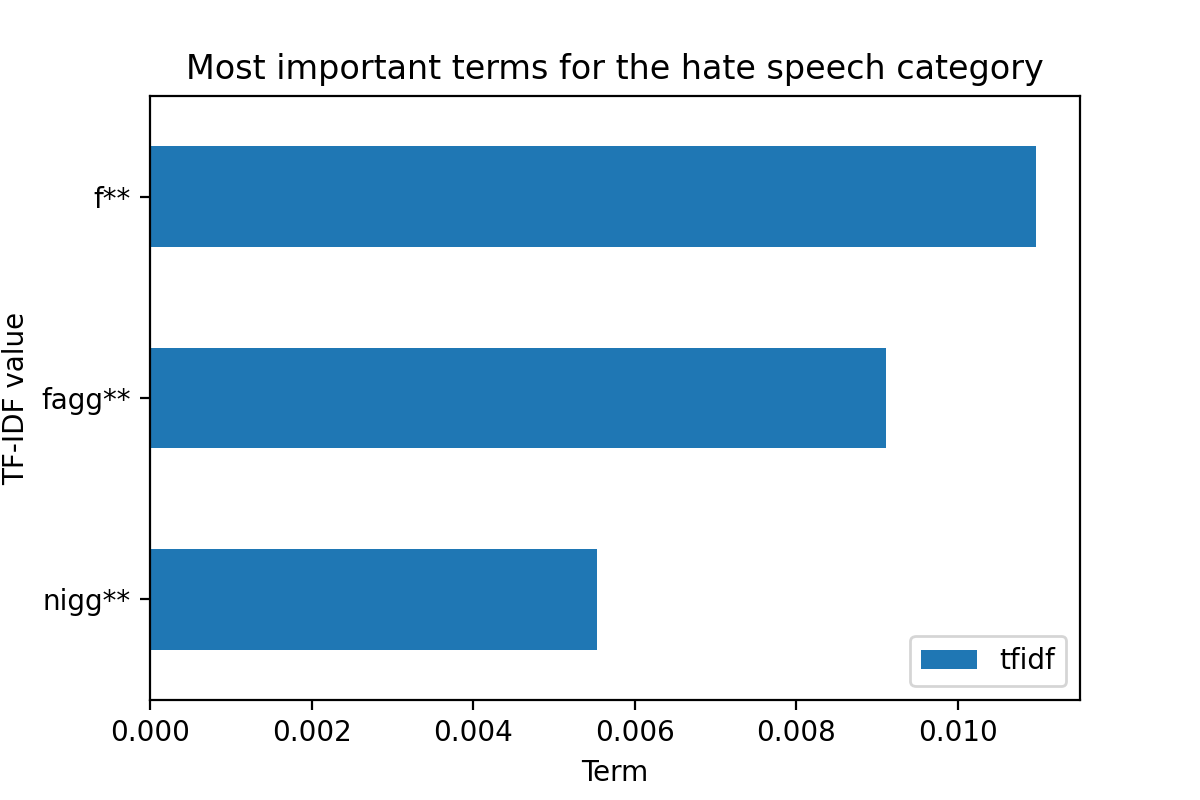 Most important terms for the hate speech category
f**
fagg**
nigg**
TF-IDF value
0.000 0.002 0.004 0.006 0.008 0.010
Term
tfidf